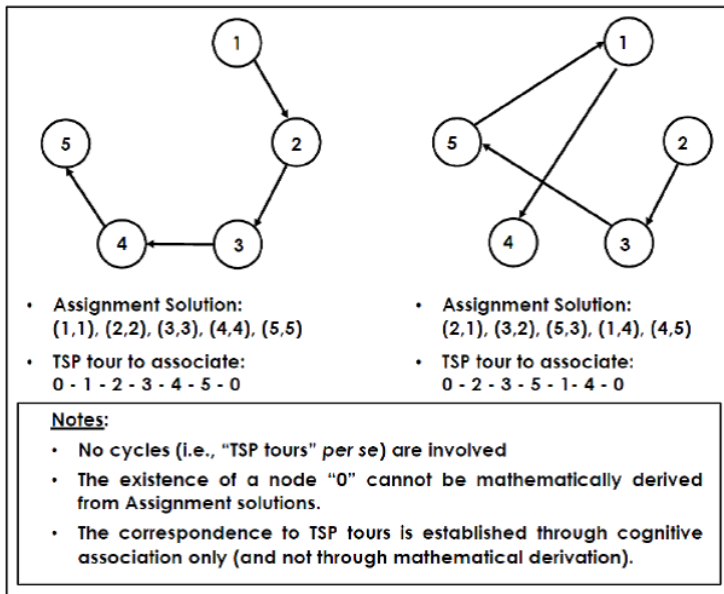 1
2
3
4
5
1
2
3
4
5
• Assignment Solution:
(1,1), (2,2), (3,3), (4,4), (5,5)
• TSP tour to associate:
0 - 1 - 2 - 3 - 4 - 5 - 0
• Assignment Solution:
(2,1), (3,2), (5,3), (1,4), (4,5)
• TSP tour to associate:
0 - 2 - 3 - 5 - 1- 4 - 0
Notes:
• No cycles (i.e., “TSP tours” per se) are involved
• The existence of a node “0” cannot be mathematically derived
from Assignment solutions.
• The correspondence to TSP tours is established through cognitive
association only (and not through mathematical derivation).